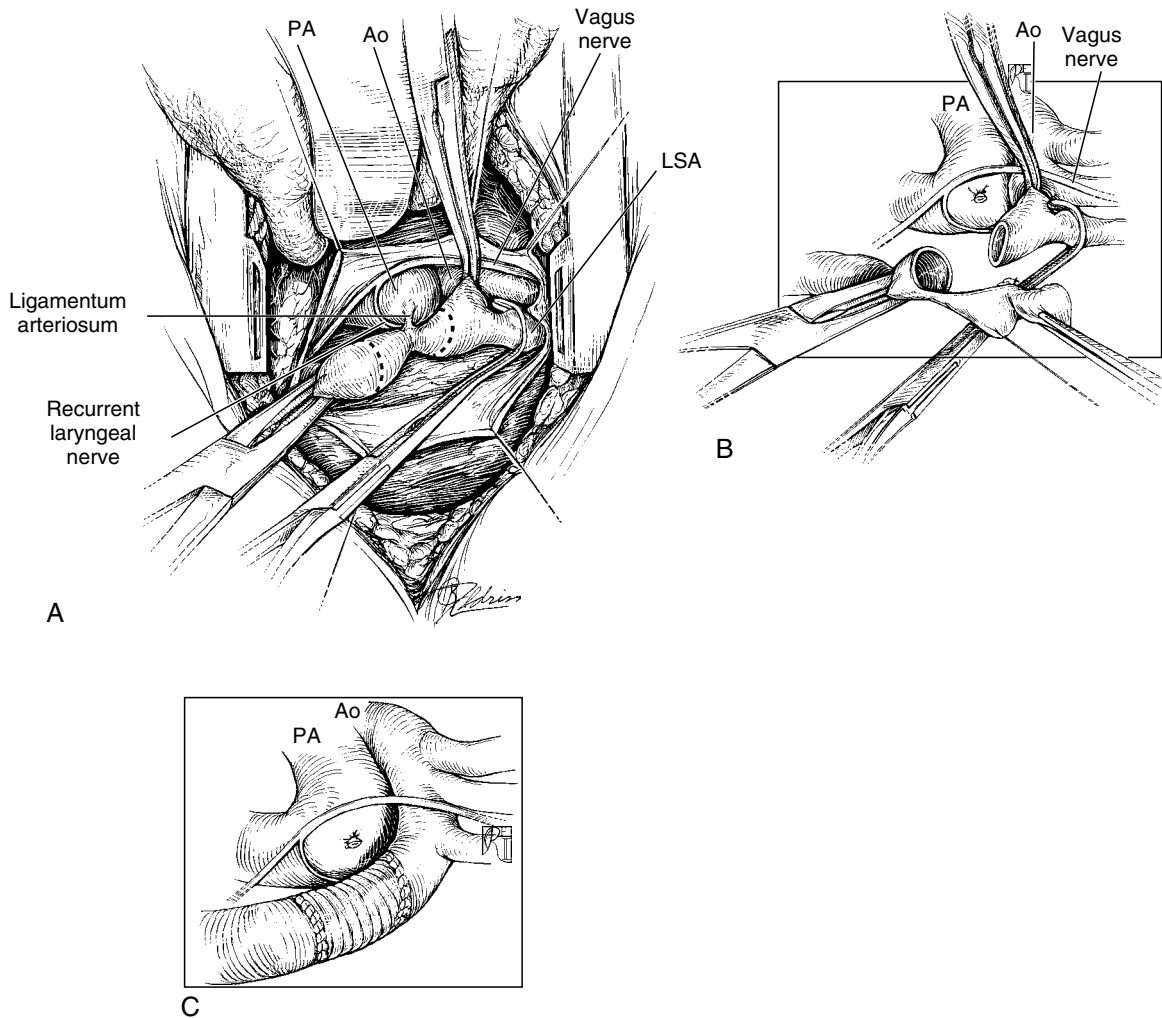 PA
Ao
Vagus
nerve
LSA
Ligamentum
arteriosum
Recurrent
laryngeal
nerve
A
Ao
Vagus
nerve
PA
B
Ao
PA
C